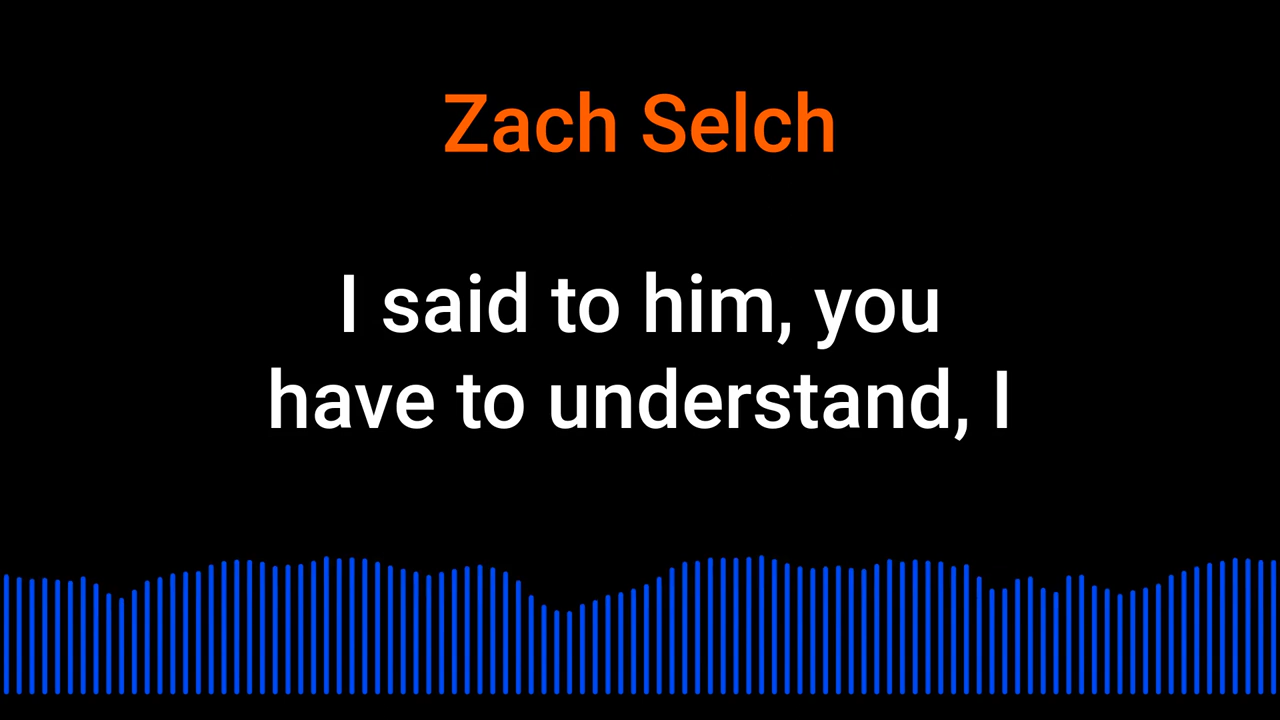 Zach Selch
I said to him, you
have to understand, I